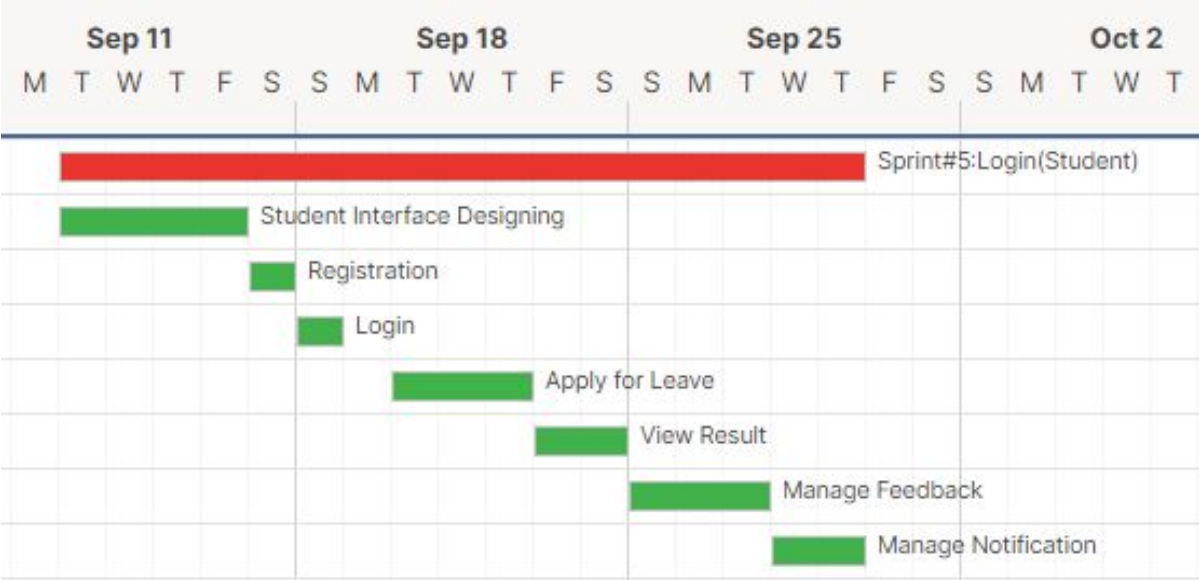 Sep 11 Sep 18 Sep 25 Oct 2
M T W T F S S M T W T F S S M T W T F S S M T W T
Sprint#5:Login(Student)
Student Interface Designing
Registration
Login
Apply for Leave
View Result
Manage Feedback
Manage Notification